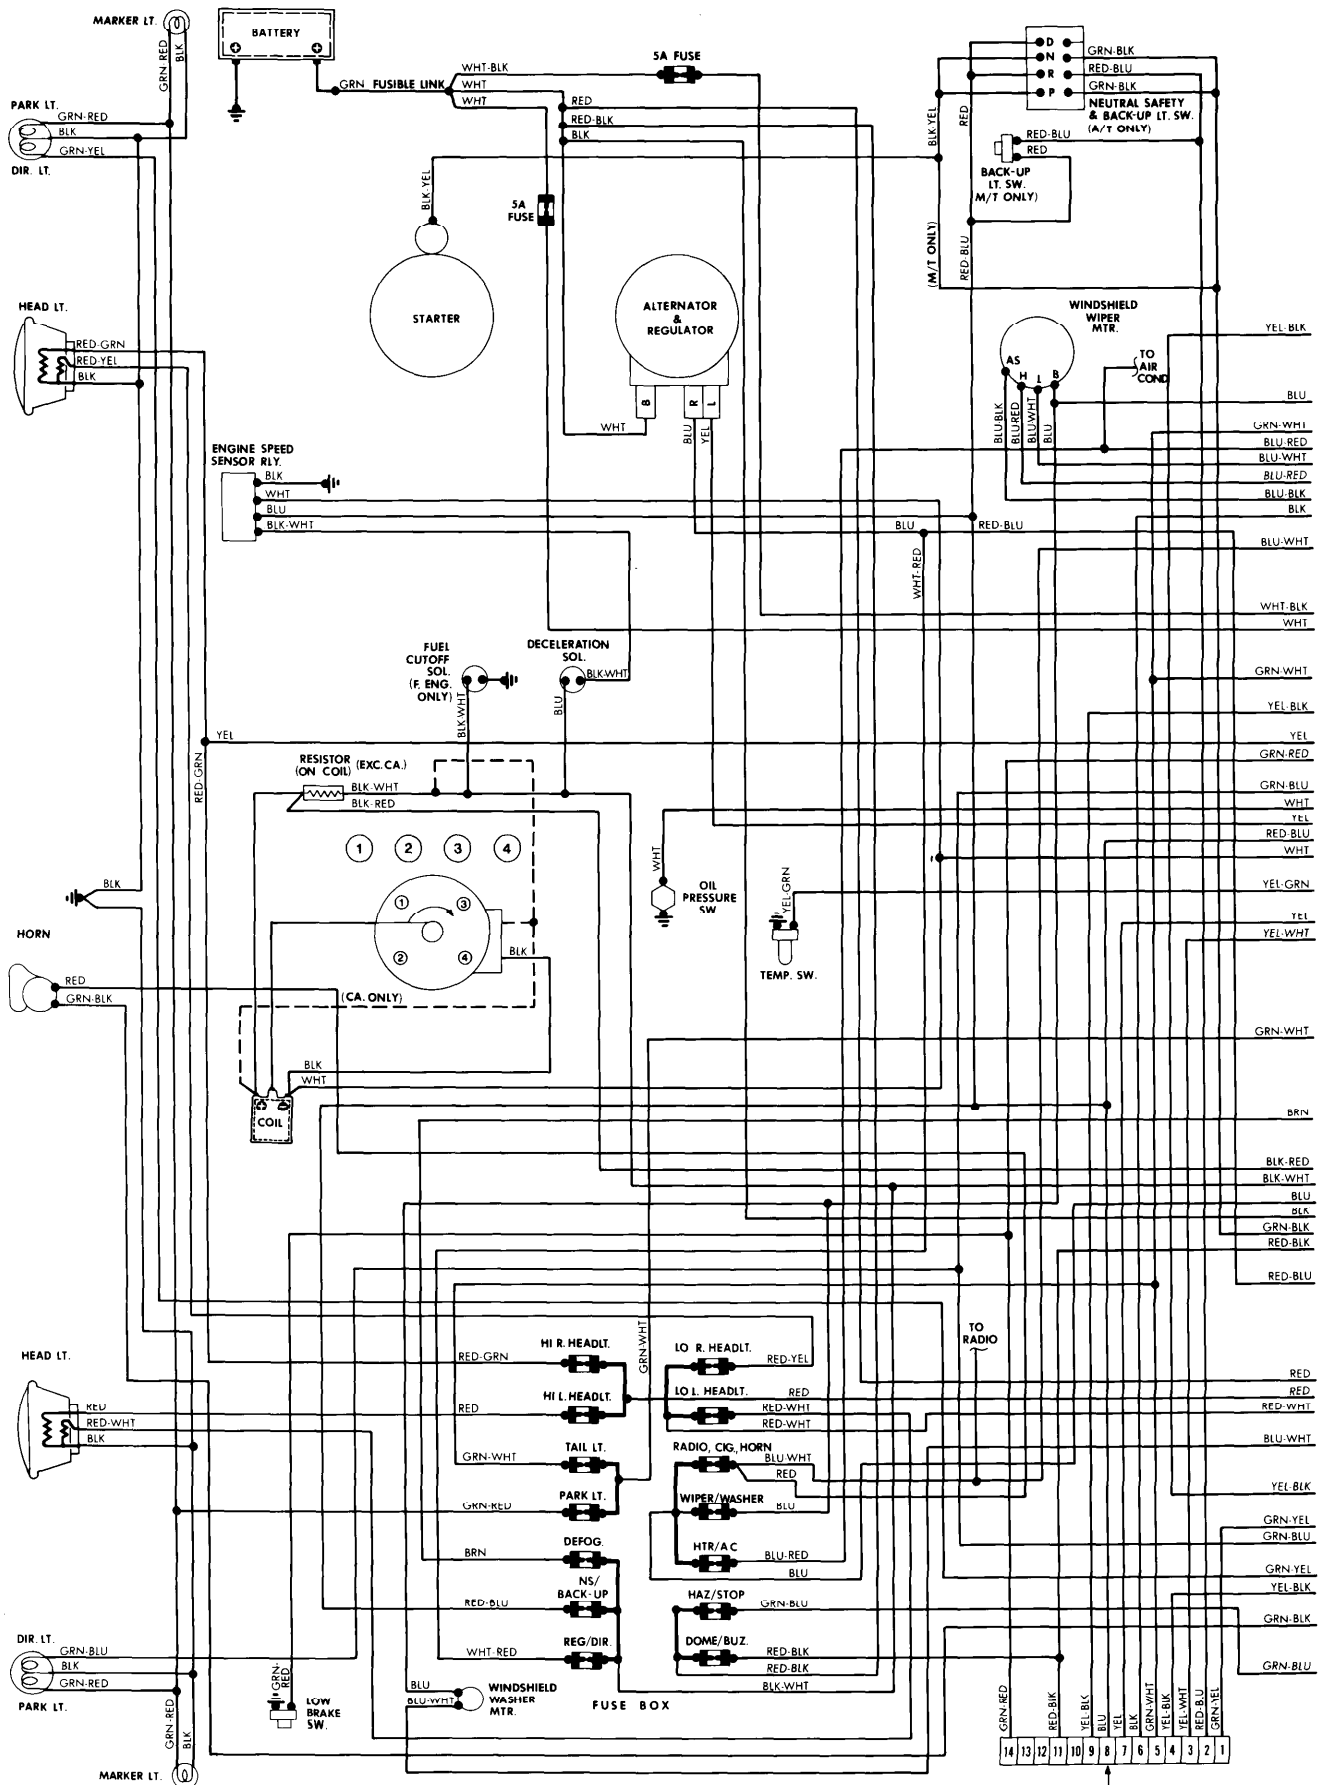 MARKER LT.
GRN-RED
BLK
BATTERY
GRN
FUSIBLE LINK
WHT-BLK
WHT
WHT
5A FUSE
RED
RED-BLK
BLK
D
N
R
P
GRN-BLK
RED-BLU
GRN-BLK
NEUTRAL SAFETY
& BACK-UP LT. SW.
(A/T ONLY)
BLK-YEL
RED
RED-BLU
RED
BACK-UP
LT. SW.
M/T ONLY)
(M/T ONLY)
RED-BLU
PARK LT.
GRN-RED
BLK
GRN-YEL
DIR. LT.
BLK-YEL
5A
FUSE
STARTER
ALTERNATOR
&
REGULATOR
B
R
L
WHT
BLU
YEL
WINDSHIELD
WIPER
MTR.
AS
H
L
B
BLU-BLK
BLU-RED
BLU-WHT
BLU
TO
AIR
COND
HEAD LT.
RED-GRN
RED-YEL
BLK
YEL-BLK
BLU
GRN-WHT
BLU-RED
BLU-WHT
BLU-RED
BLU-BLK
BLK
BLU-WHT
ENGINE SPEED
SENSOR RLY.
BLK
WHT
BLU
BLK-WHT
BLU
RED-BLU
WHT-RED
WHT-BLK
WHT
FUEL
CUTOFF
SOL.
(F. ENG.
ONLY)
BLK-WHT
DECELERATION
SOL.
BLK-WHT
BLU
GRN-WHT
YEL-BLK
YEL
YEL
GRN-RED
RED-GRN
RESISTOR
(ON COIL)
(EXC. CA.)
BLK-WHT
BLK-RED
GRN-BLU
WHT
YEL
RED-BLU
WHT
1
2
3
4
WHT
OIL
PRESSURE
SW
YEL-GRN
TEMP. SW.
YEL-GRN
YEL
YEL-WHT
BLK
1
3
2
4
BLK
(CA. ONLY)
HORN
RED
GRN-BLK
GRN-WHT
BLK
WHT
COIL
BRN
BLK-RED
BLK-WHT
BLU
BLK
GRN-BLK
RED-BLK
RED-BLU
TO
RADIO
GRN-WHT
HEAD LT.
RED
RED-WHT
BLK
RED-GRN
HI R. HEADLT.
LO R. HEADLT.
RED-YEL
RED
HI L. HEADLT.
LO L. HEADLT.
RED
RED-WHT
RED-WHT
RED
RED
RED-WHT
BLU-WHT
GRN-WHT
TAIL LT.
RADIO, CIG., HORN
BLU-WHT
RED
GRN-RED
PARK LT.
WIPER/WASHER
BLU
YEL-BLK
GRN-YEL
GRN-BLU
BRN
DEFOG.
HTR/AC
BLU-RED
BLU
GRN-YEL
YEL-BLK
GRN-BLK
GRN-BLU
RED-BLU
NS/
BACK-UP
HAZ/STOP
GRN-BLU
WHT-RED
REG/DIR.
DOME/BUZ.
RED-BLK
RED-BLK
BLK-WHT
FUSE BOX
DIR. LT.
GRN-BLU
BLK
GRN-RED
PARK LT.
GRN-RED
BLK
MARKER LT.
GRN-
RED
LOW
BRAKE
SW.
BLU
BLU-WHT
WINDSHIELD
WASHER
MTR.
GRN-RED
RED-BLK
YEL-BLK
BLU
YEL
BLK
GRN-WHT
YEL-BLK
YEL-WHT
RED-BLU
GRN-YEL
14 13 12 11 10 9 8 7 6 5 4 3 2 1